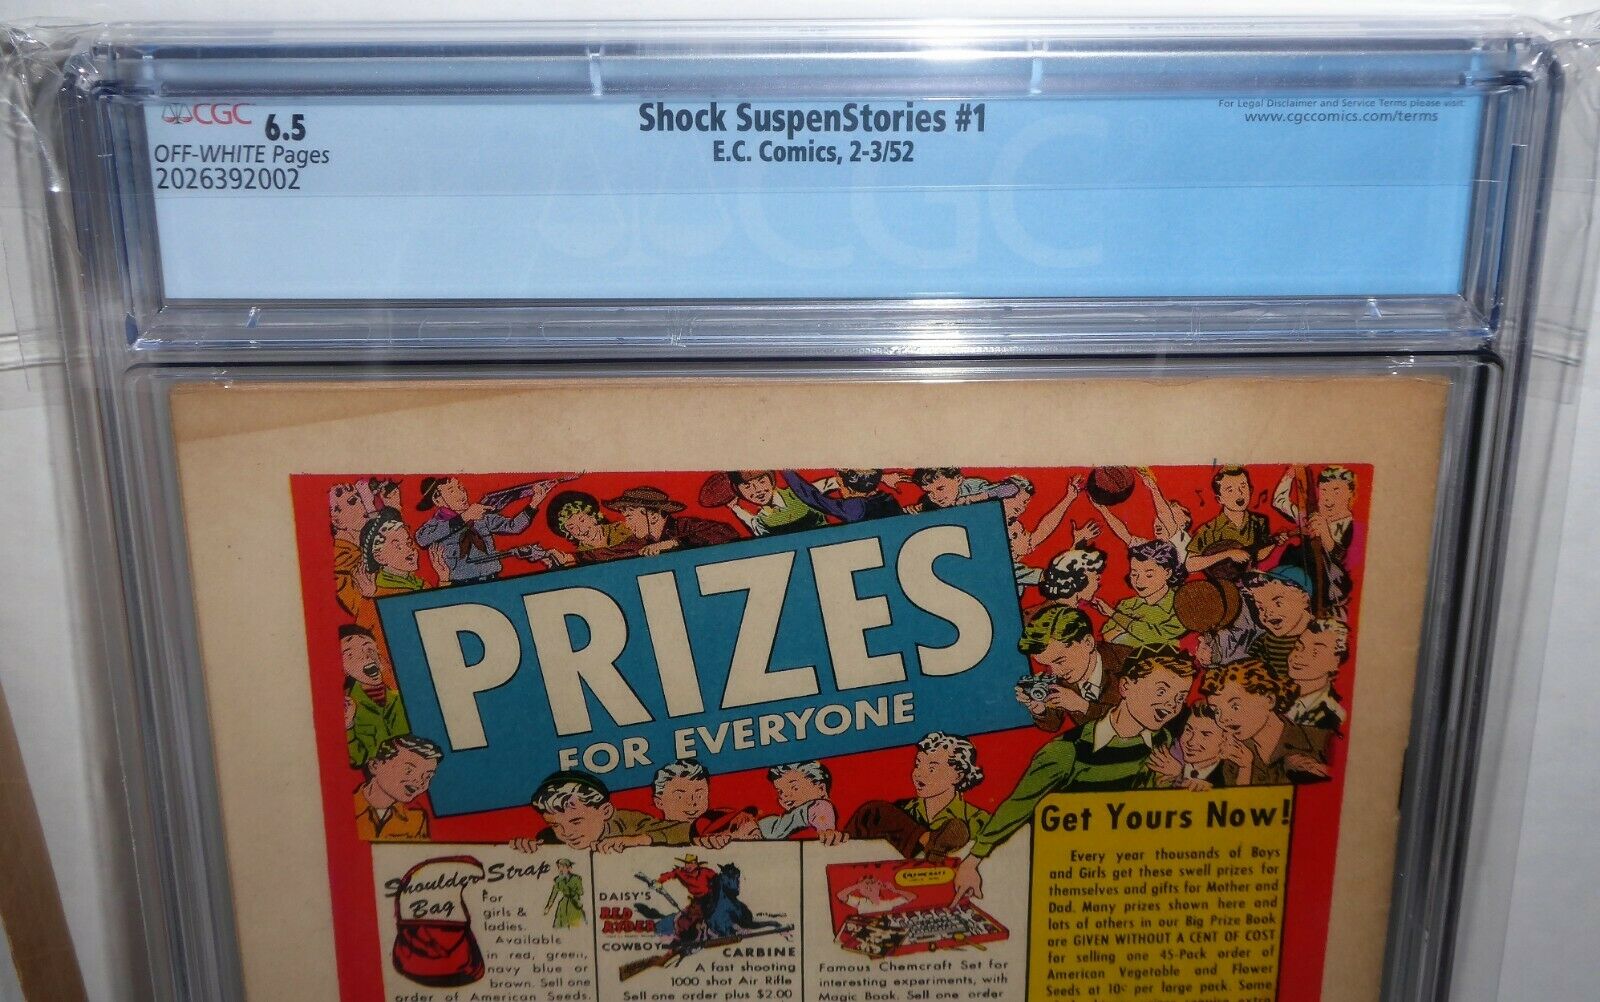 CGC 6.5
OFF-WHITE Pages
2026392002
Shock SuspenStories #1
E.C. Comics, 2-3/52
For Legal Disclaimer and Service Terms please visit:
www.cgccomics.com/terms
CGC
PRIZES
FOR EVERYONE
Shoulder Strap
Bag
For
girls &
ladies.
Available
in red, green,
navy blue or
brown. Sell one
order of American Seeds.
DAISY'S
RED
RYDER
COWBOY
CARBINE
A fast shooting
1000 shot Air Rifle
Sell one order plus $2.00
CHEMCRAFT
Famous Chemcraft Set for
interesting experiments, with
Magic Book. Sell one order
Get Yours Now!
Every year thousands of Boys
and Girls get these swell prizes for
themselves and gifts for Mother and
Dad. Many prizes shown here and
lots of others in our Big Prize Book
are GIVEN WITHOUT A CENT OF COST
for selling one 45-Pack order of
American Vegetable and Flower
Seeds at 10¢ per large pack. Some